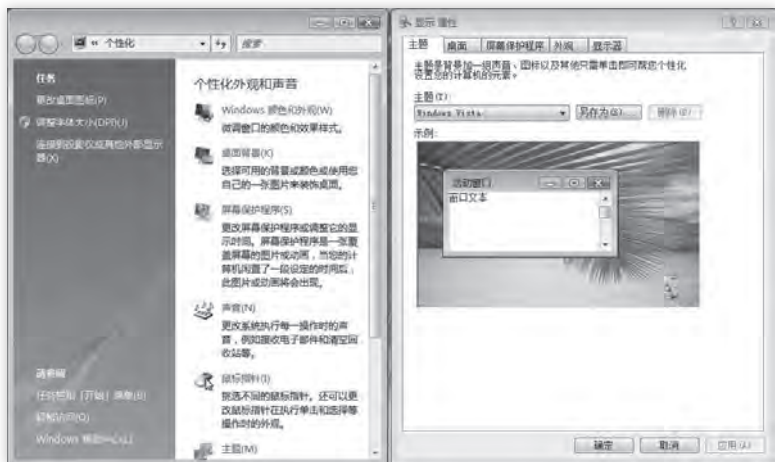 « 个性化
搜索
任务
更改桌面图标(P)
调整字体大小(DPI)(J)
连接到投影仪或其他外部显示
器(X)
请参阅
任务栏和「开始」菜单(B)
轻松访问(Q)
个性化外观和声音
Windows 颜色和外观(W)
微调窗口的颜色和效果样式。
桌面背景(K)
选择可用的背景或颜色或使用您
自己的一张图片来装饰桌面。
屏幕保护程序(S)
更改屏幕保护程序或调整它的显
示时间。屏幕保护程序是一张覆
盖屏幕的图片或动画，当您的计
算机闲置了一段设定的时间后，
此图片或动画将会出现。
声音(N)
更改系统执行每一操作时的声
音，例如接收电子邮件和清空回
收站等。
鼠标指针(I)
挑选不同的鼠标指针。还可以更
改鼠标指针在执行单击和选择等
操作时的外观。
主题(M)
显示 属性
主题 桌面 屏幕保护程序 外观 显示器
主题是背景加一组声音、图标以及其他只需单击即可帮您个性化
设置您的计算机的元素。
主题(T):
Windows Vista
另存为(S)...
删除(D)
示例:
活动窗口
窗口文本
确定 取消 应用(A)